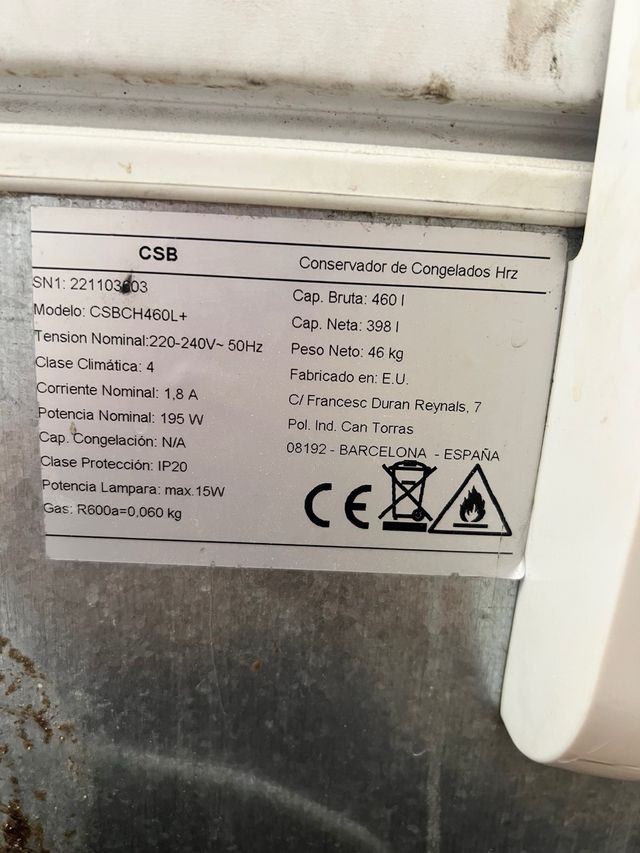 CSB
Conservador de Congelados Hrz
SN1: 221103603
Modelo: CSBCH460L+
Tension Nominal:220-240V~ 50Hz
Clase Climática: 4
Corriente Nominal: 1,8 A
Potencia Nominal: 195 W
Cap. Congelación: N/A
Clase Protección: IP20
Potencia Lampara: max.15W
Gas: R600a=0,060 kg
Cap. Bruta: 460 l
Cap. Neta: 398 l
Peso Neto: 46 kg
Fabricado en: E.U.
C/ Francesc Duran Reynals, 7
Pol. Ind. Can Torras
08192 - BARCELONA - ESPAÑA
CE